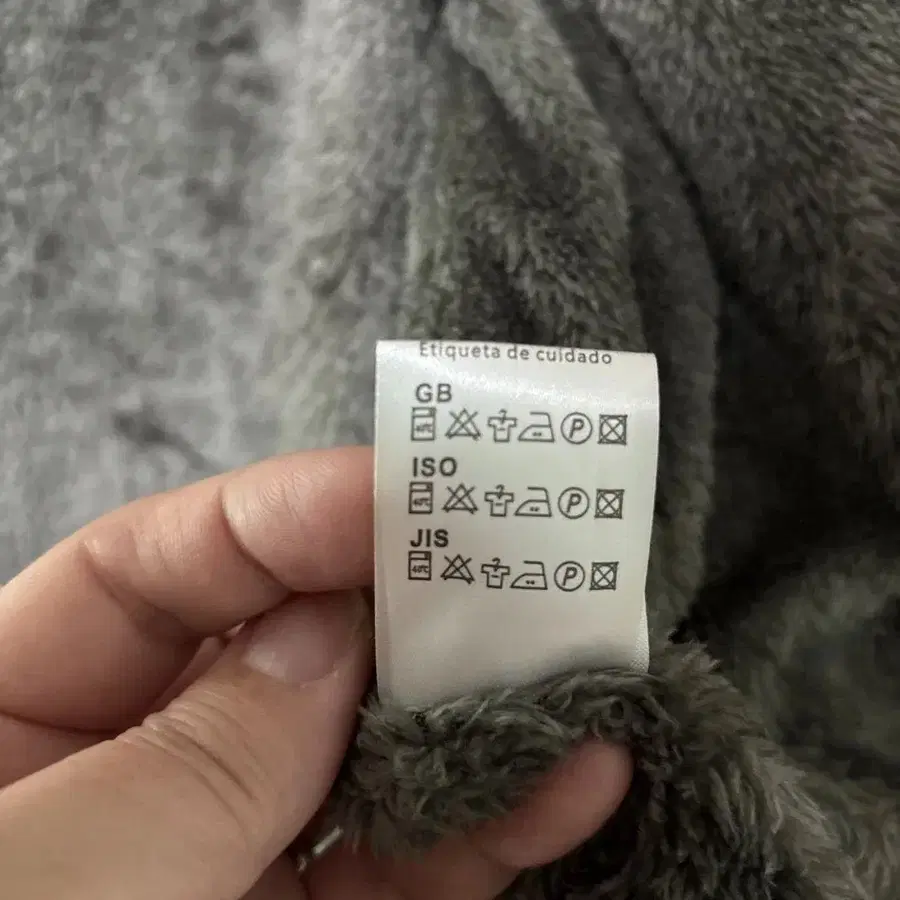 Etiqueta de cuidado
GB
P
ISO
P
JIS
P